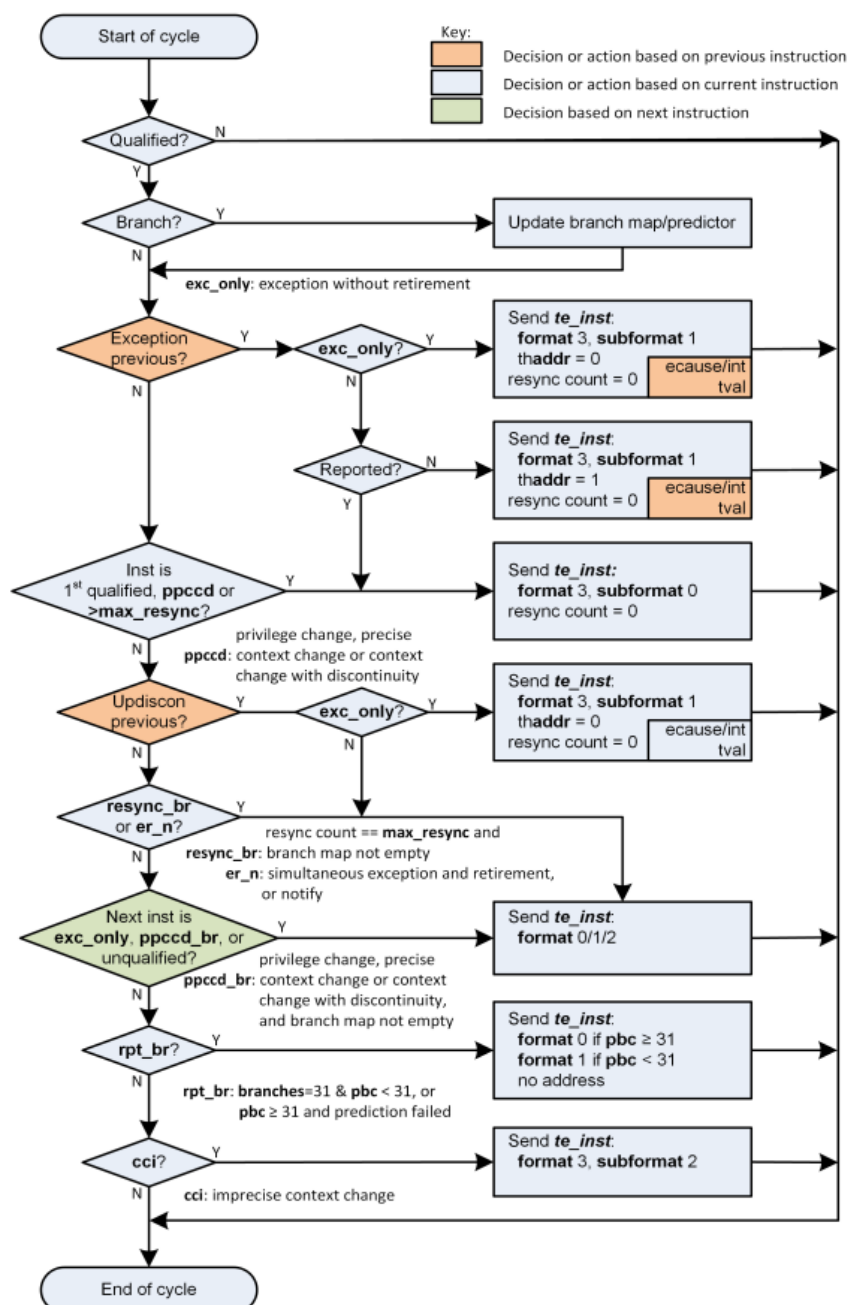 Start of cycle
Key:
Decision or action based on previous instruction
Decision or action based on current instruction
Decision based on next instruction
Qualified?
N
Y
Branch?
Y
N
Update branch map/predictor
exc_only: exception without retirement
Exception
previous?
Y
N
exc_only?
Y
N
Send te_inst:
format 3, subformat 1
thaddr = 0
resync count = 0
ecause/int
tval
Reported?
N
Y
Send te_inst:
format 3, subformat 1
thaddr = 1
resync count = 0
ecause/int
tval
Inst is
1st qualified, ppccd or
>max_resync?
Y
N
Send te_inst:
format 3, subformat 0
resync count = 0
privilege change, precise
ppccd: context change or context
change with discontinuity
Updiscon
previous?
Y
N
exc_only?
Y
N
Send te_inst:
format 3, subformat 1
thaddr = 0
resync count = 0
ecause/int
tval
resync_br
or er_n?
Y
N
resync count == max_resync and
resync_br: branch map not empty
er_n: simultaneous exception and retirement,
or notify
Next inst is
exc_only, ppccd_br, or
unqualified?
Y
N
Send te_inst:
format 0/1/2
privilege change, precise
ppccd_br: context change or context
change with discontinuity,
and branch map not empty
rpt_br?
Y
N
Send te_inst:
format 0 if pbc ≥ 31
format 1 if pbc < 31
no address
rpt_br: branches=31 & pbc < 31, or
pbc ≥ 31 and prediction failed
cci?
Y
N
Send te_inst:
format 3, subformat 2
cci: imprecise context change
End of cycle